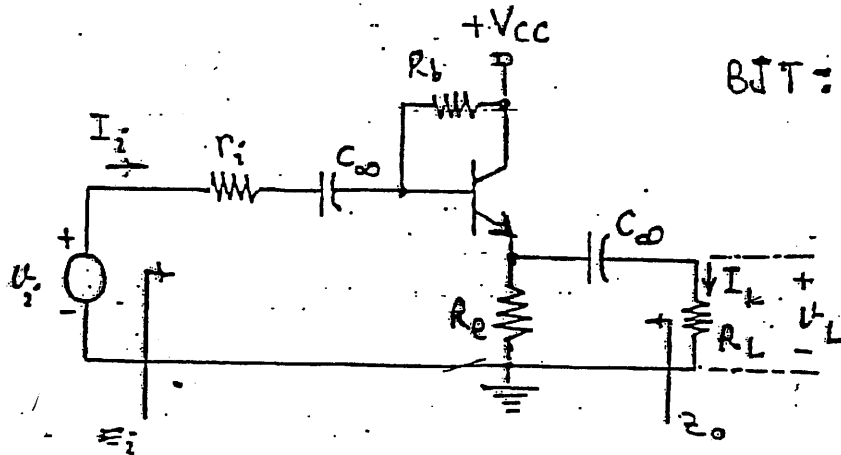 +VCC
Rb
BJT:
Ii
ri
C∞
C∞
+
vi
-
Re
IL
+
vL
-
RL
Zi
Zo